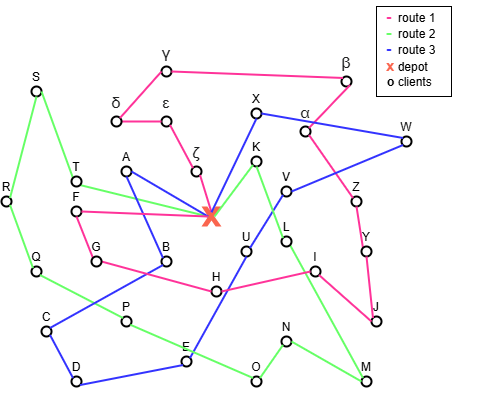 route 1
route 2
route 3
x depot
o clients
γ
β
S
δ
ε
X
α
W
K
ζ
T
A
V
R
F
Z
U
L
Y
G
B
Q
I
H
P
J
C
N
E
D
O
M